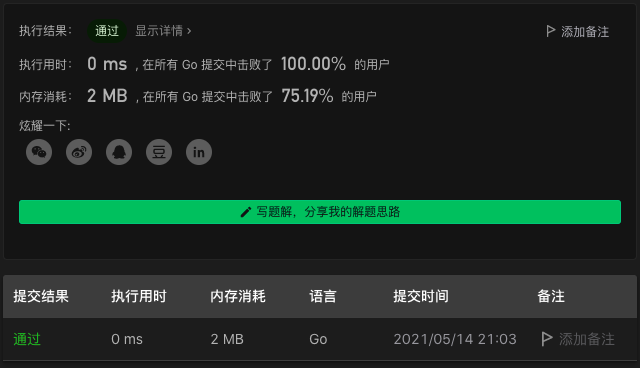 执行结果： 通过 显示详情 › 添加备注
执行用时： 0 ms ，在所有 Go 提交中击败了 100.00% 的用户
内存消耗： 2 MB ，在所有 Go 提交中击败了 75.19% 的用户
炫耀一下:
豆 in
写题解，分享我的解题思路
提交结果 执行用时 内存消耗 语言 提交时间 备注
通过 0 ms 2 MB Go 2021/05/14 21:03 添加备注